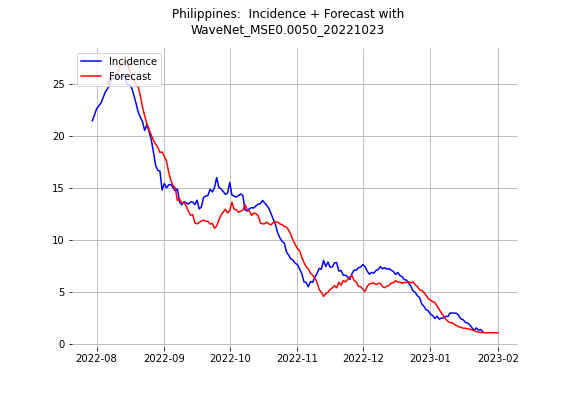 Philippines:  Incidence + Forecast with
WaveNet_MSE0.0050_20221023
Incidence
Forecast
25
20
15
10
5
0
2022-08 2022-09 2022-10 2022-11 2022-12 2023-01 2023-02